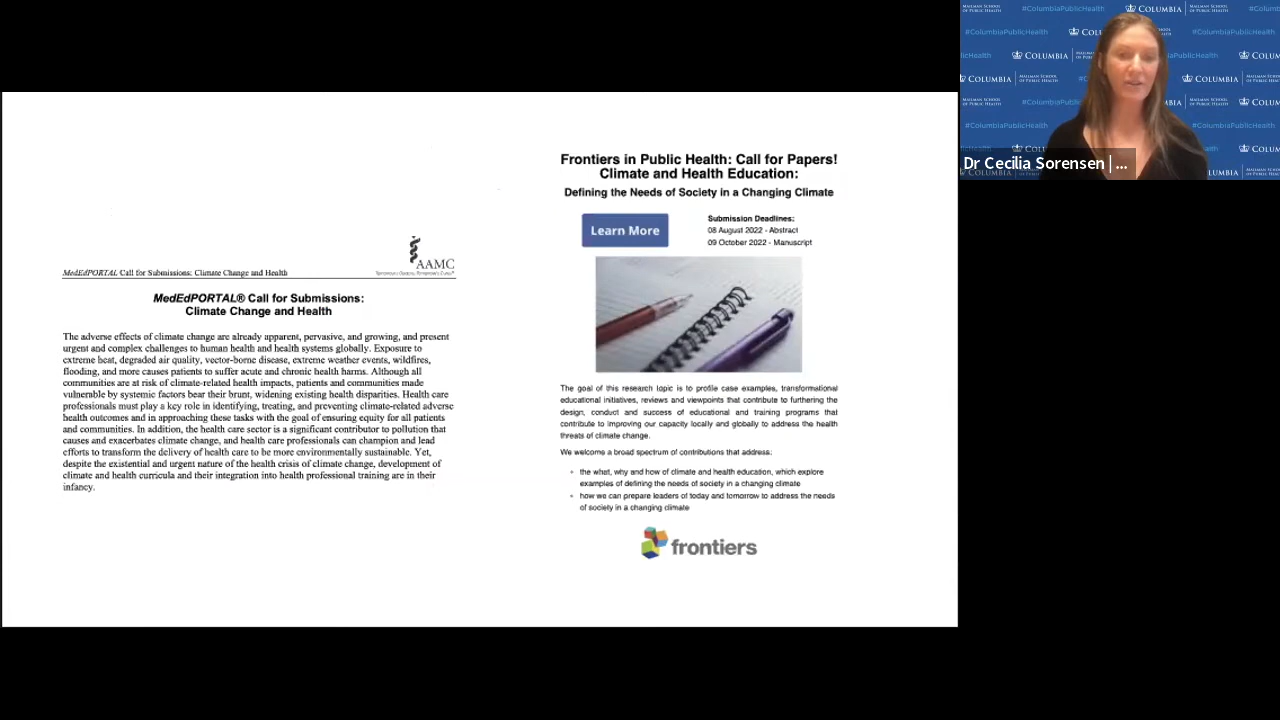 MedEdPORTAL Call for Submissions: Climate Change and Health
AAMC
MedEdPORTAL® Call for Submissions:
Climate Change and Health
The adverse effects of climate change are already apparent, pervasive, and growing, and present
urgent and complex challenges to human health and health systems globally. Exposure to
extreme heat, degraded air quality, vector-borne disease, extreme weather events, wildfires,
flooding, and more causes patients to suffer acute and chronic health harms. Although all
communities are at risk of climate-related health impacts, patients and communities made
vulnerable by systemic factors bear their brunt, widening existing health disparities. Health care
professionals must play a key role in identifying, treating, and preventing climate-related adverse
health outcomes and in approaching these tasks with the goal of ensuring equity for all patients
and communities. In addition, the health care sector is a significant contributor to pollution that
causes and exacerbates climate change, and health care professionals can champion and lead
efforts to transform the delivery of health care to be more environmentally sustainable. Yet,
despite the existential and urgent nature of the health crisis of climate change, development of
climate and health curricula and their integration into health professional training are in their
infancy.
Frontiers in Public Health: Call for Papers!
Climate and Health Education:
Defining the Needs of Society in a Changing Climate
Learn More
Submission Deadlines:
08 August 2022 - Abstract
09 October 2022 - Manuscript
The goal of this research topic is to profile case examples, transformational
educational initiatives, reviews and viewpoints that contribute to furthering the
design, conduct and success of educational and training programs that
contribute to improving our capacity locally and globally to address the health
threats of climate change.
We welcome a broad spectrum of contributions that address:
• the what, why and how of climate and health education, which explore
examples of defining the needs of society in a changing climate
• how we can prepare leaders of today and tomorrow to address the needs
of society in a changing climate
frontiers
MAILMAN SCHOOL OF PUBLIC HEALTH
#ColumbiaPublicHealth
COLUMBIA
Dr Cecilia Sorensen | ...